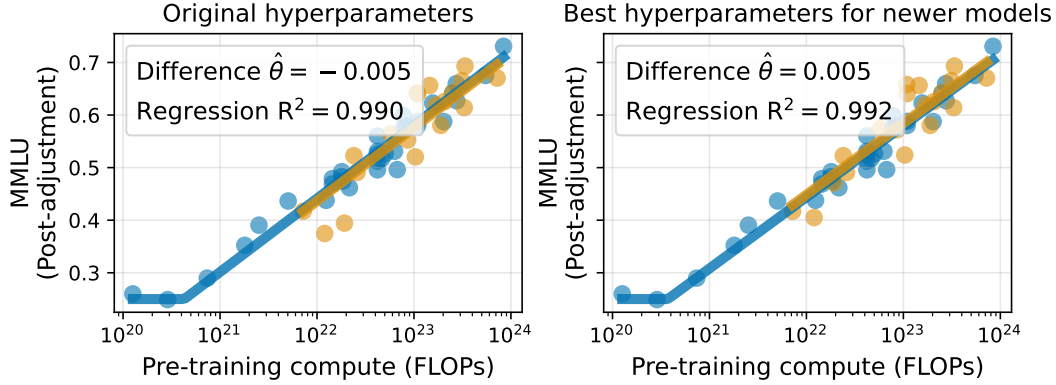 Original hyperparameters
Difference θ̂ = −0.005
Regression R² = 0.990
MMLU
(Post-adjustment)
0.7
0.6
0.5
0.4
0.3
10²⁰ 10²¹ 10²² 10²³ 10²⁴
Pre-training compute (FLOPs)
Best hyperparameters for newer models
Difference θ̂ = 0.005
Regression R² = 0.992
MMLU
(Post-adjustment)
10²⁰ 10²¹ 10²² 10²³ 10²⁴
Pre-training compute (FLOPs)